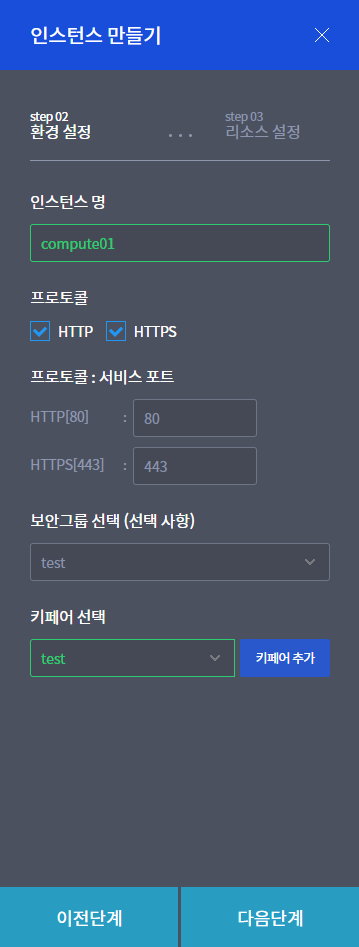 인스턴스 만들기
step 02
환경 설정
...
step 03
리소스 설정
인스턴스 명
compute01
프로토콜
HTTP HTTPS
프로토콜 : 서비스 포트
HTTP[80] : 80
HTTPS[443] : 443
보안그룹 선택 (선택 사항)
test
키페어 선택
test 키페어 추가
이전단계 다음단계